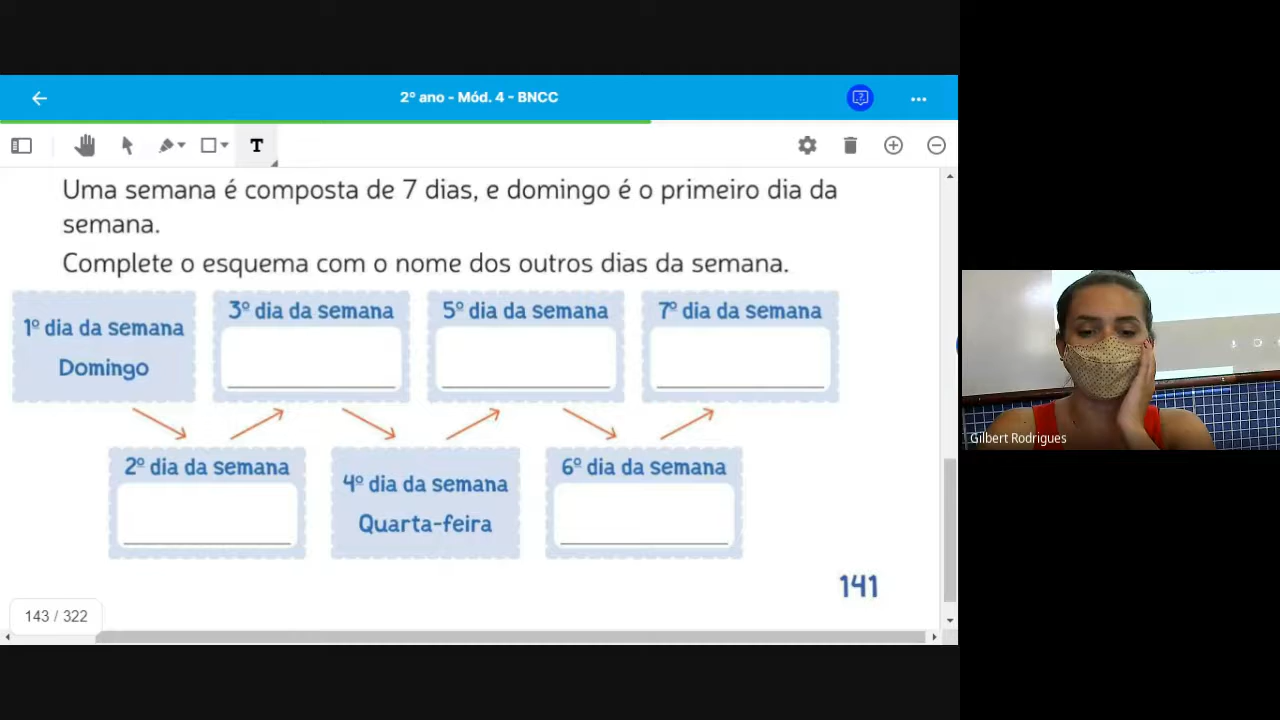 2º ano - Mód. 4 - BNCC
T
Uma semana é composta de 7 dias, e domingo é o primeiro dia da
semana.
Complete o esquema com o nome dos outros dias da semana.
1º dia da semana
Domingo
3º dia da semana
5º dia da semana
7º dia da semana
2º dia da semana
4º dia da semana
Quarta-feira
6º dia da semana
141
143 / 322
Gilbert Rodrigues